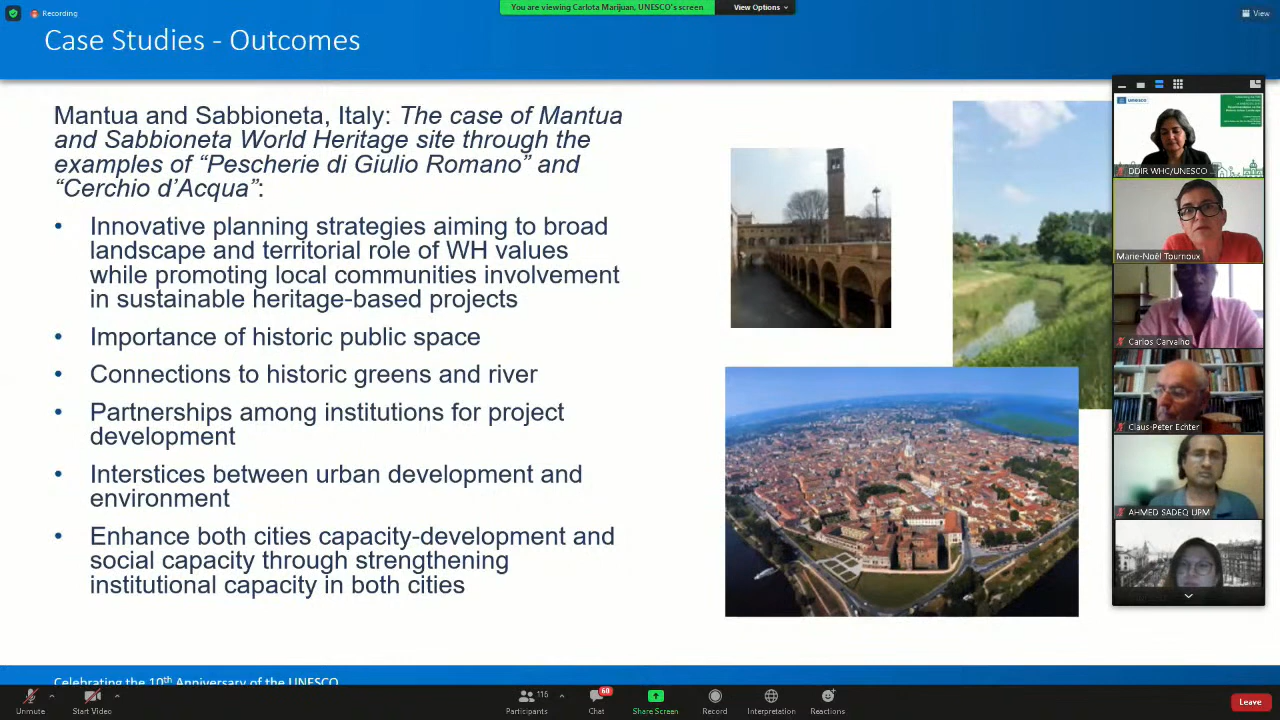 Recording
You are viewing Carlota Marijuan, UNESCO's screen
View Options
View
Case Studies - Outcomes
Mantua and Sabbioneta, Italy: The case of Mantua
and Sabbioneta World Heritage site through the
examples of “Pescherie di Giulio Romano” and
“Cerchio d’Acqua”:
• Innovative planning strategies aiming to broad
landscape and territorial role of WH values
while promoting local communities involvement
in sustainable heritage-based projects
• Importance of historic public space
• Connections to historic greens and river
• Partnerships among institutions for project
development
• Interstices between urban development and
environment
• Enhance both cities capacity-development and
social capacity through strengthening
institutional capacity in both cities
UNESCO
DDIR WHC/UNESCO
Marie-Noël Tournoux
Carlos Carvalho
Claus-Peter Echter
AHMED SADEQ UPM
Celebrating the 10th Anniversary of the UNESCO
Unmute
Start Video
Participants
115
Chat
60
Share Screen
Record
Interpretation
Reactions
Leave